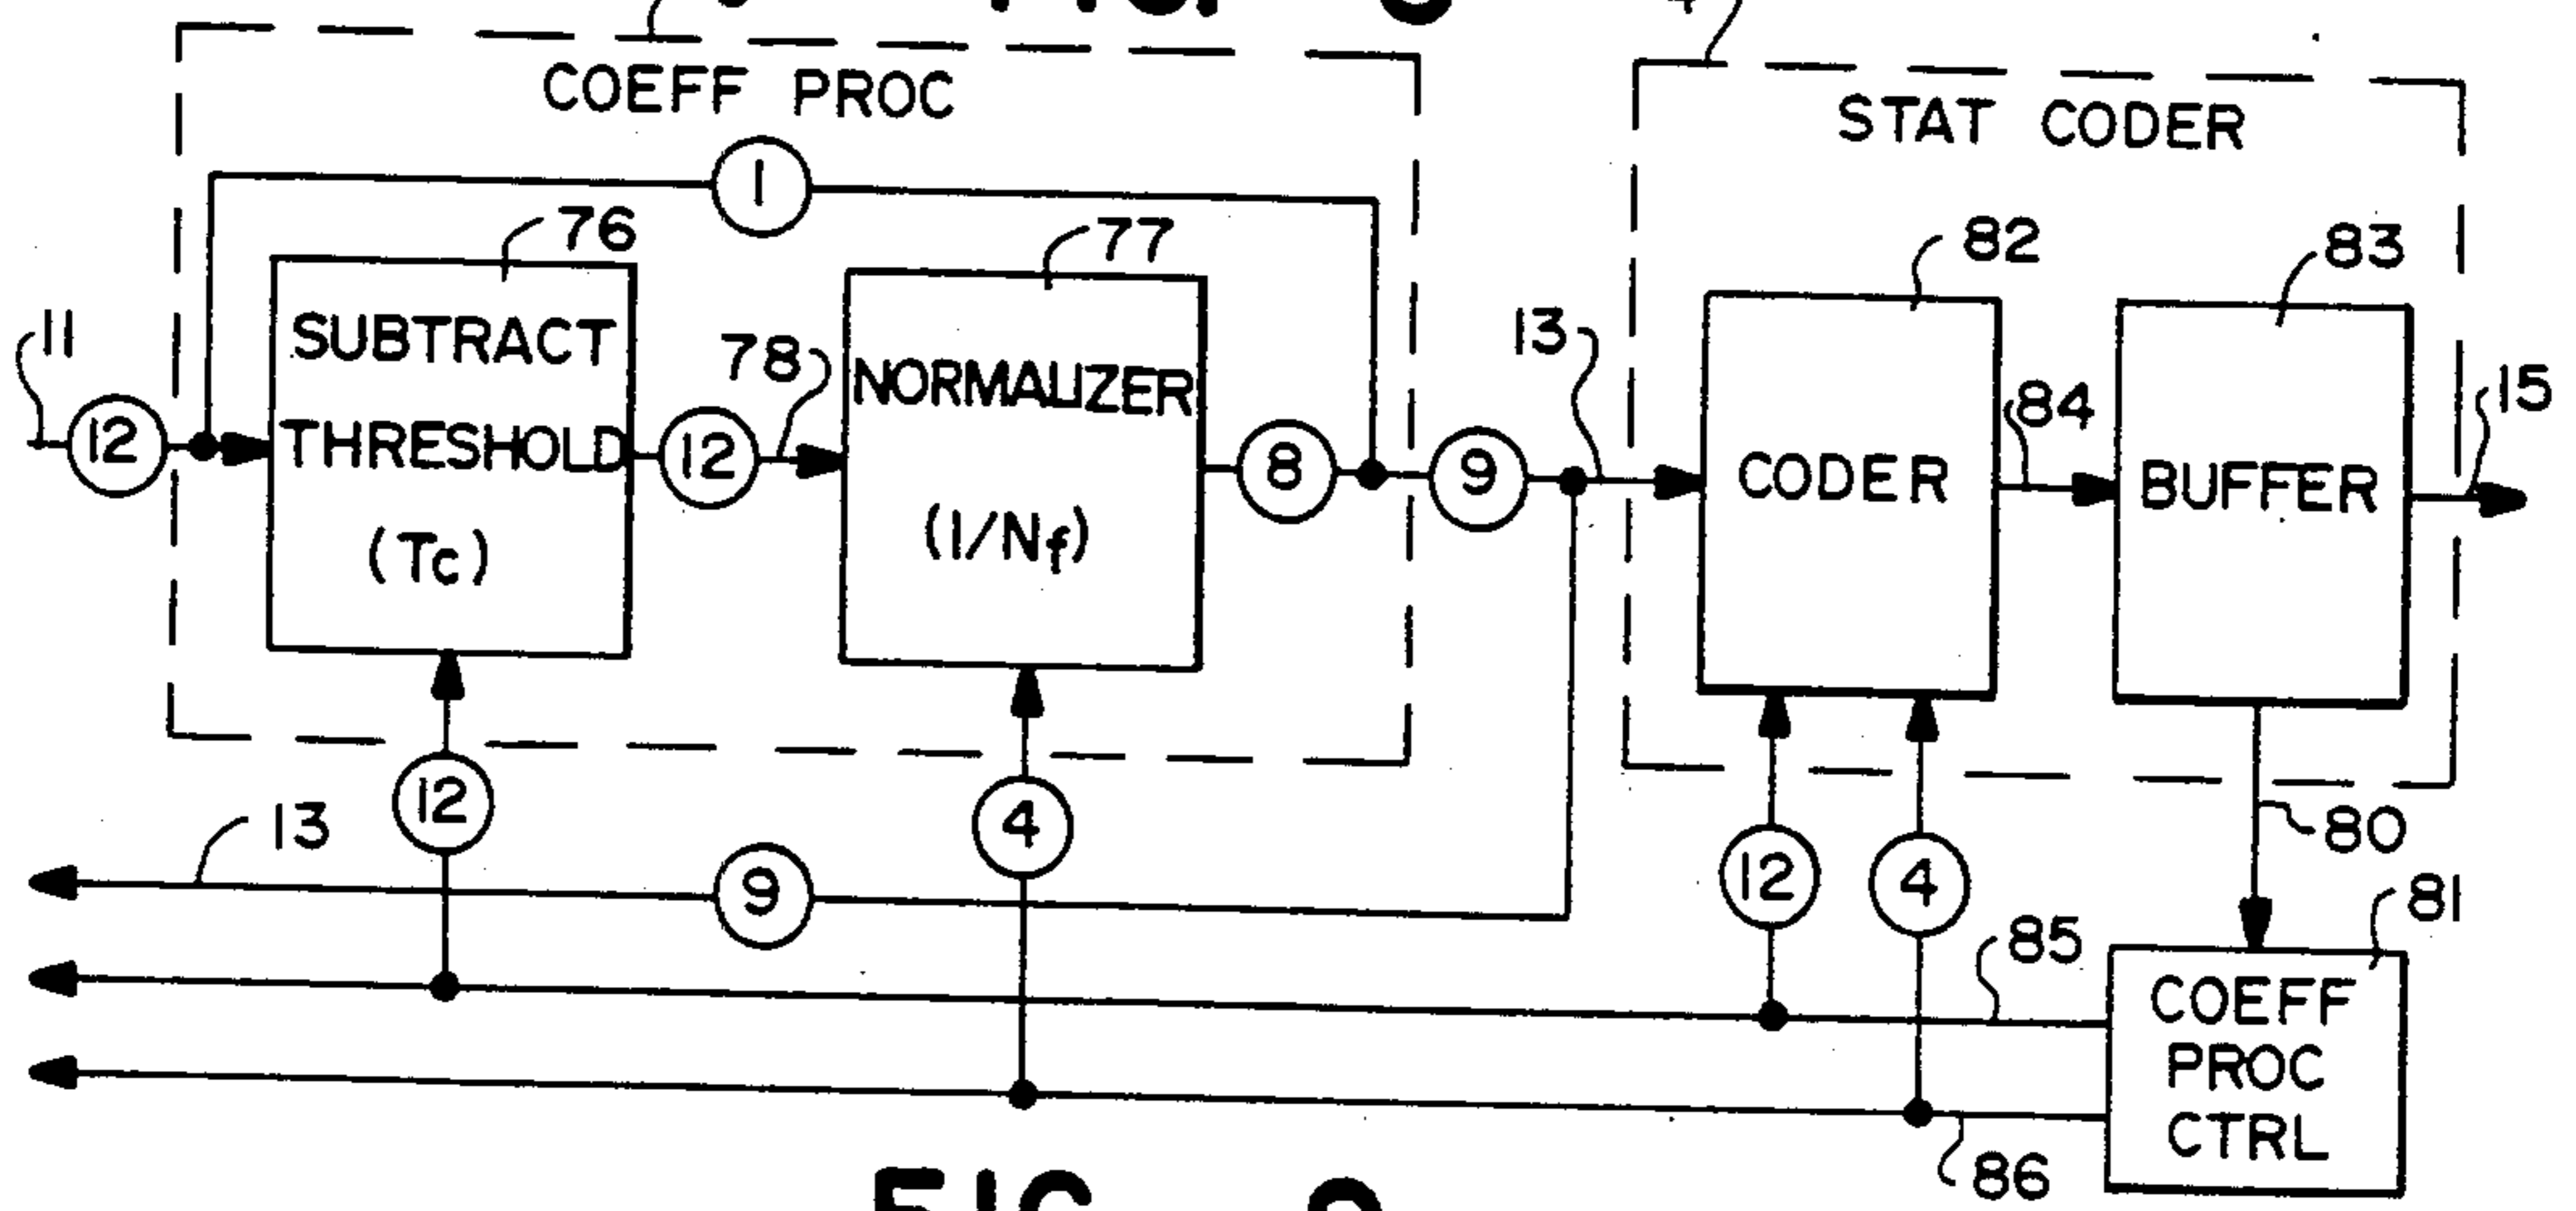 COEFF PROC
STAT CODER
1
76
77
82
83
11
12
SUBTRACT
THRESHOLD
(Tc)
12
78
NORMALIZER
(1/Nf)
8
9
13
CODER
84
BUFFER
15
12
4
12
4
80
13
9
81
85
COEFF
PROC
CTRL
86